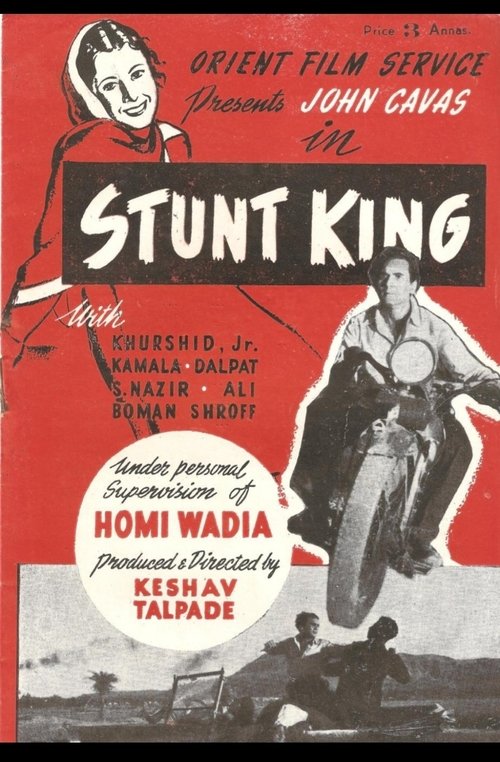 Price 3 Annas.
ORIENT FILM SERVICE
Presents JOHN CAVAS
in
STUNT KING
With
KHURSHID, Jr.
KAMALA · DALPAT
S. NAZIR · ALI
BOMAN SHROFF
Under personal
Supervision of
HOMI WADIA
Produced & Directed by
KESHAV
TALPADE